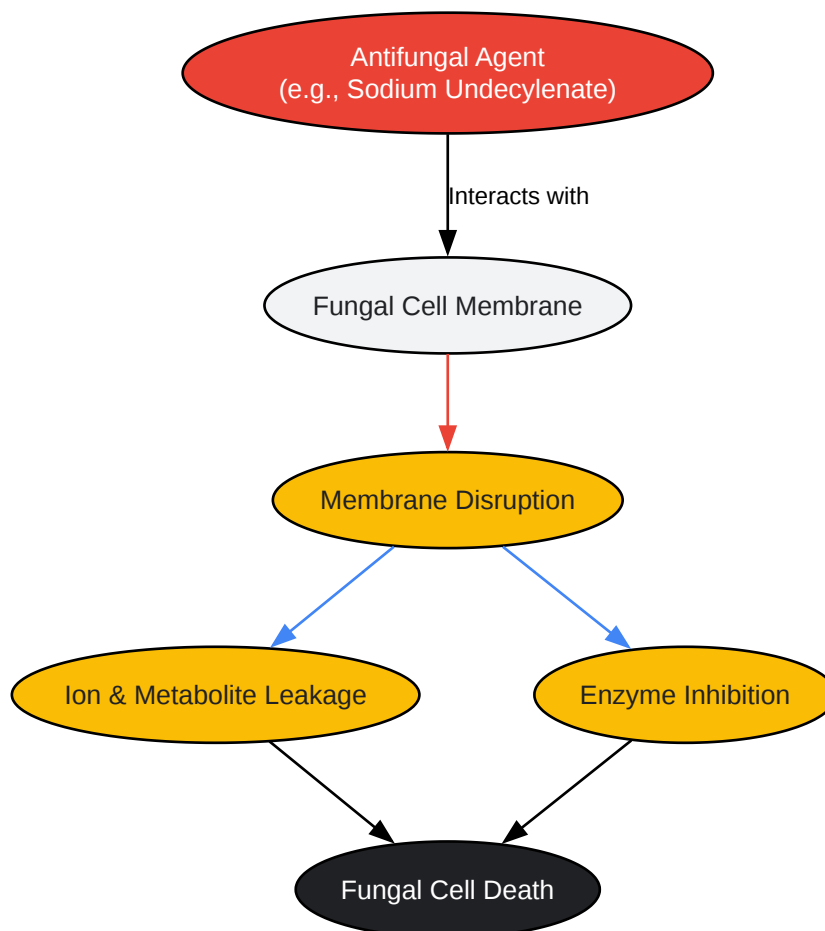 Antifungal Agent
(e.g., Sodium Undecylenate)
Interacts with
Fungal Cell Membrane
Membrane Disruption
Ion & Metabolite Leakage
Enzyme Inhibition
Fungal Cell Death